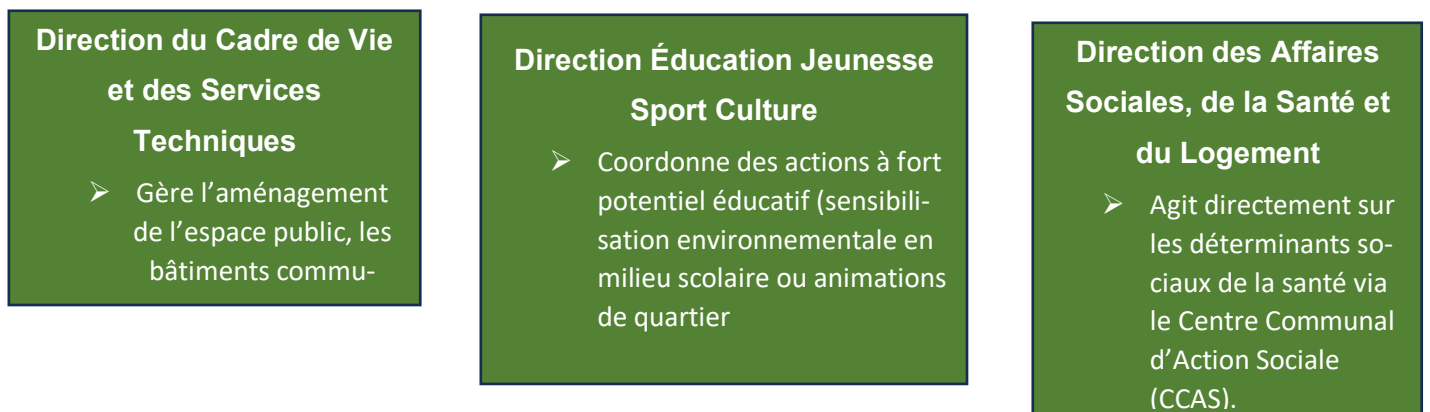 Direction du Cadre de Vie
et des Services
Techniques
➢ Gère l’aménagement
de l’espace public, les
bâtiments commu-
Direction Éducation Jeunesse
Sport Culture
➢ Coordonne des actions à fort
potentiel éducatif (sensibili-
sation environnementale en
milieu scolaire ou animations
de quartier
Direction des Affaires
Sociales, de la Santé et
du Logement
➢ Agit directement sur
les déterminants so-
ciaux de la santé via
le Centre Communal
d’Action Sociale
(CCAS).